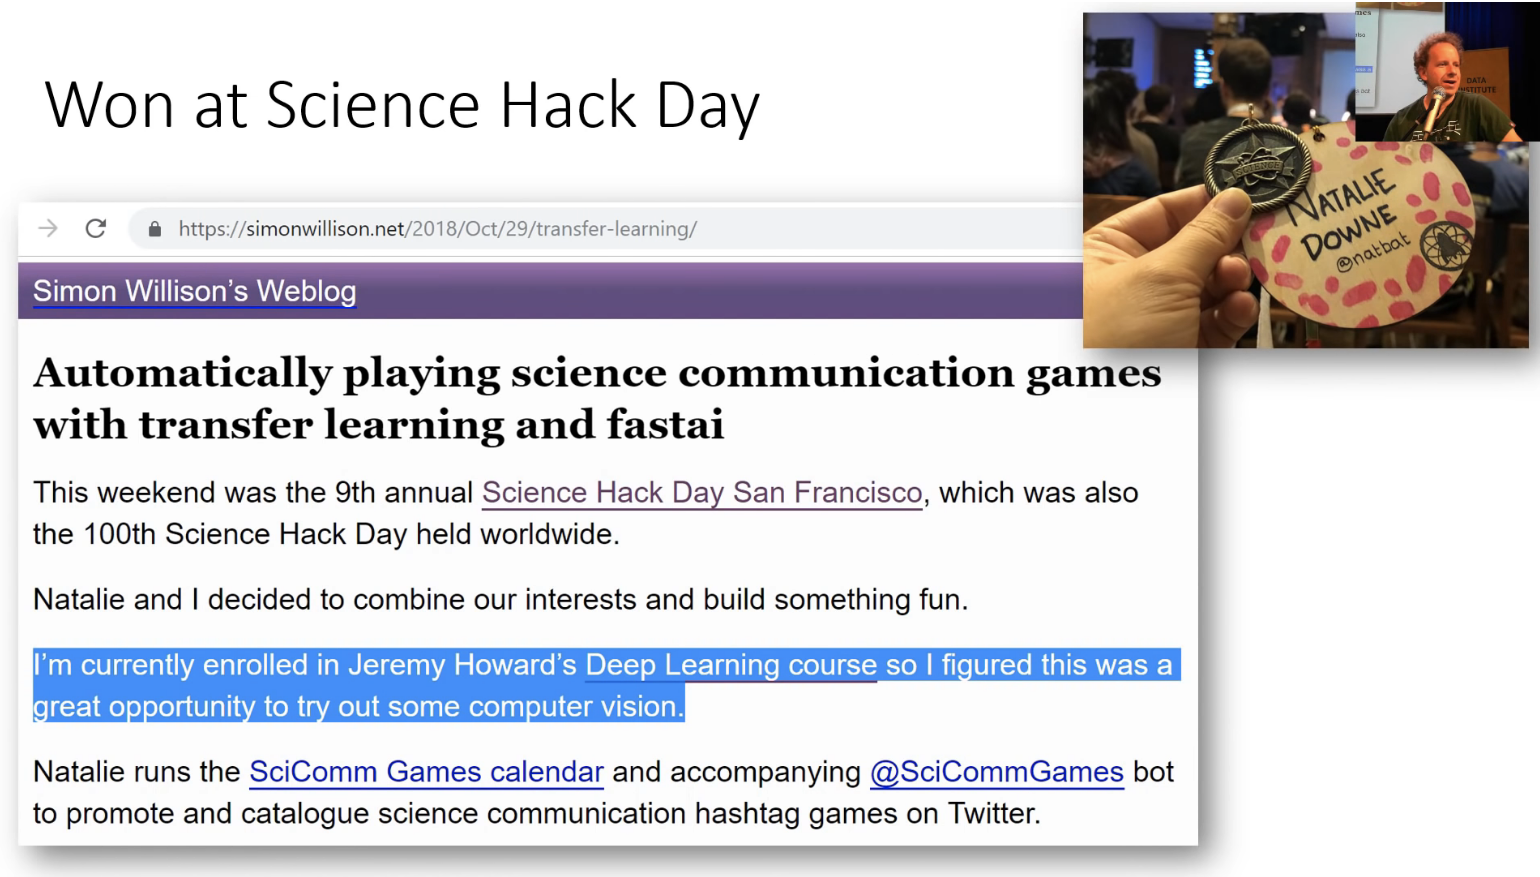 Won at Science Hack Day
https://simonwillison.net/2018/Oct/29/transfer-learning/
Simon Willison's Weblog
Automatically playing science communication games
with transfer learning and fastai
This weekend was the 9th annual Science Hack Day San Francisco, which was also
the 100th Science Hack Day held worldwide.
Natalie and I decided to combine our interests and build something fun.
I'm currently enrolled in Jeremy Howard's Deep Learning course so I figured this was a
great opportunity to try out some computer vision.
Natalie runs the SciComm Games calendar and accompanying @SciCommGames bot
to promote and catalogue science communication hashtag games on Twitter.
SCIENCE
NATALIE
DOWNE
@natbat
DATA
INSTITUTE